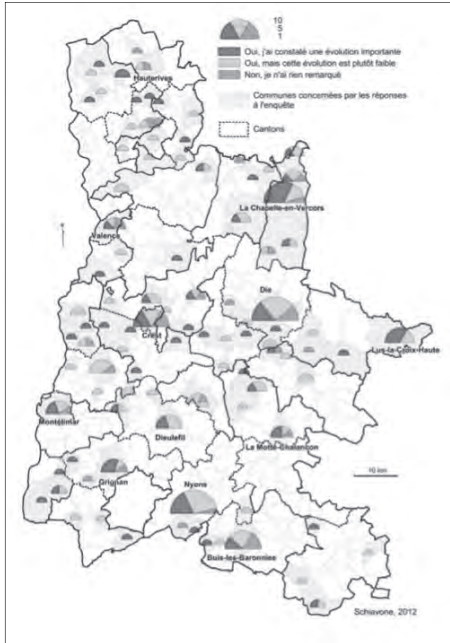 10
5
1
Oui, j'ai constaté une évolution importante
Oui, mais cette évolution est plutôt faible
Non, je n'ai rien remarqué
Communes concernées par les réponses
à l'enquête
Cantons
Hauterives
La Chapelle-en-Vercors
Valence
Die
Crest
Lus-la-Croix-Haute
Montélimar
Dieulefit
La Motte-Chalancon
10 km
Grignan
Nyons
Buis-les-Baronnies
Schiavone, 2012